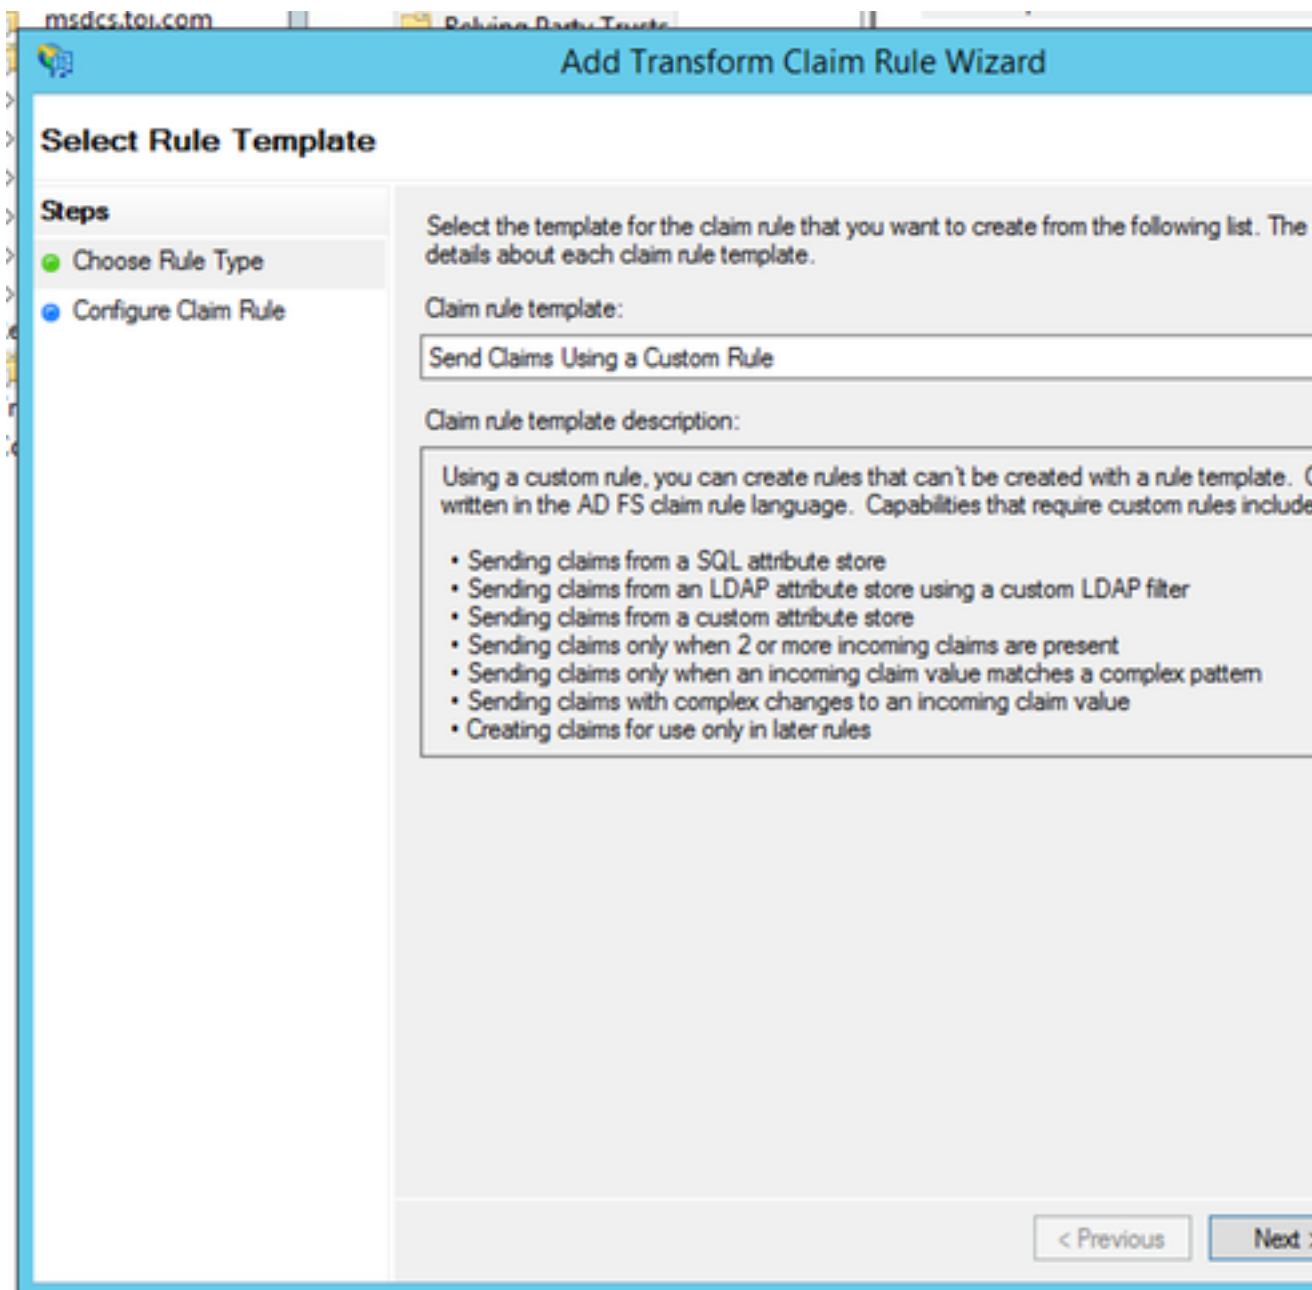 msdcs.toi.com
Relying Party Trusts
Add Transform Claim Rule Wizard
Select Rule Template
Steps
Choose Rule Type
Configure Claim Rule
Select the template for the claim rule that you want to create from the following list. The
details about each claim rule template.
Claim rule template:
Send Claims Using a Custom Rule
Claim rule template description:
Using a custom rule, you can create rules that can't be created with a rule template.
written in the AD FS claim rule language. Capabilities that require custom rules include
• Sending claims from a SQL attribute store
• Sending claims from an LDAP attribute store using a custom LDAP filter
• Sending claims from a custom attribute store
• Sending claims only when 2 or more incoming claims are present
• Sending claims only when an incoming claim value matches a complex pattern
• Sending claims with complex changes to an incoming claim value
• Creating claims for use only in later rules
< Previous
Next >